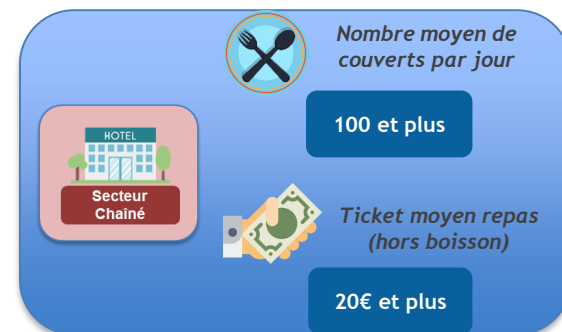 Nombre moyen de
couverts par jour
100 et plus
HOTEL
Secteur
Chaîné
Ticket moyen repas
(hors boisson)
20€ et plus